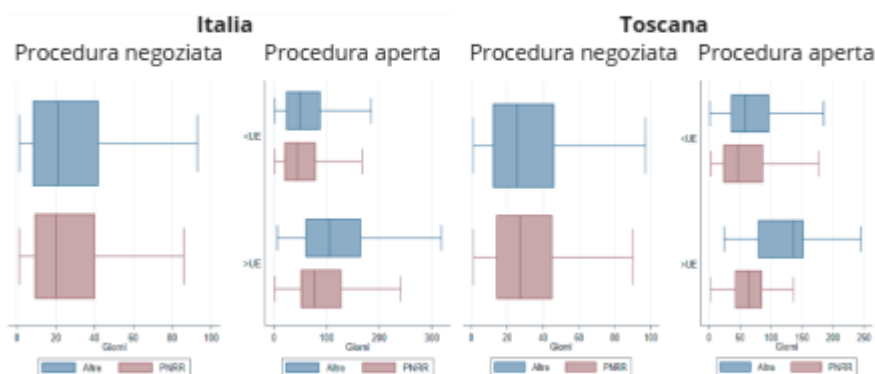 Italia
Procedura negoziata
Procedura aperta
0 20 40 60 80 100
Giorni
Altre PNRR
<UE
>UE
0 100 200 300
Giorni
Altre PNRR
Toscana
Procedura negoziata
Procedura aperta
0 20 40 60 80 100
Giorni
Altre PNRR
<UE
>UE
0 50 100 150 200 250
Giorni
Altre PNRR